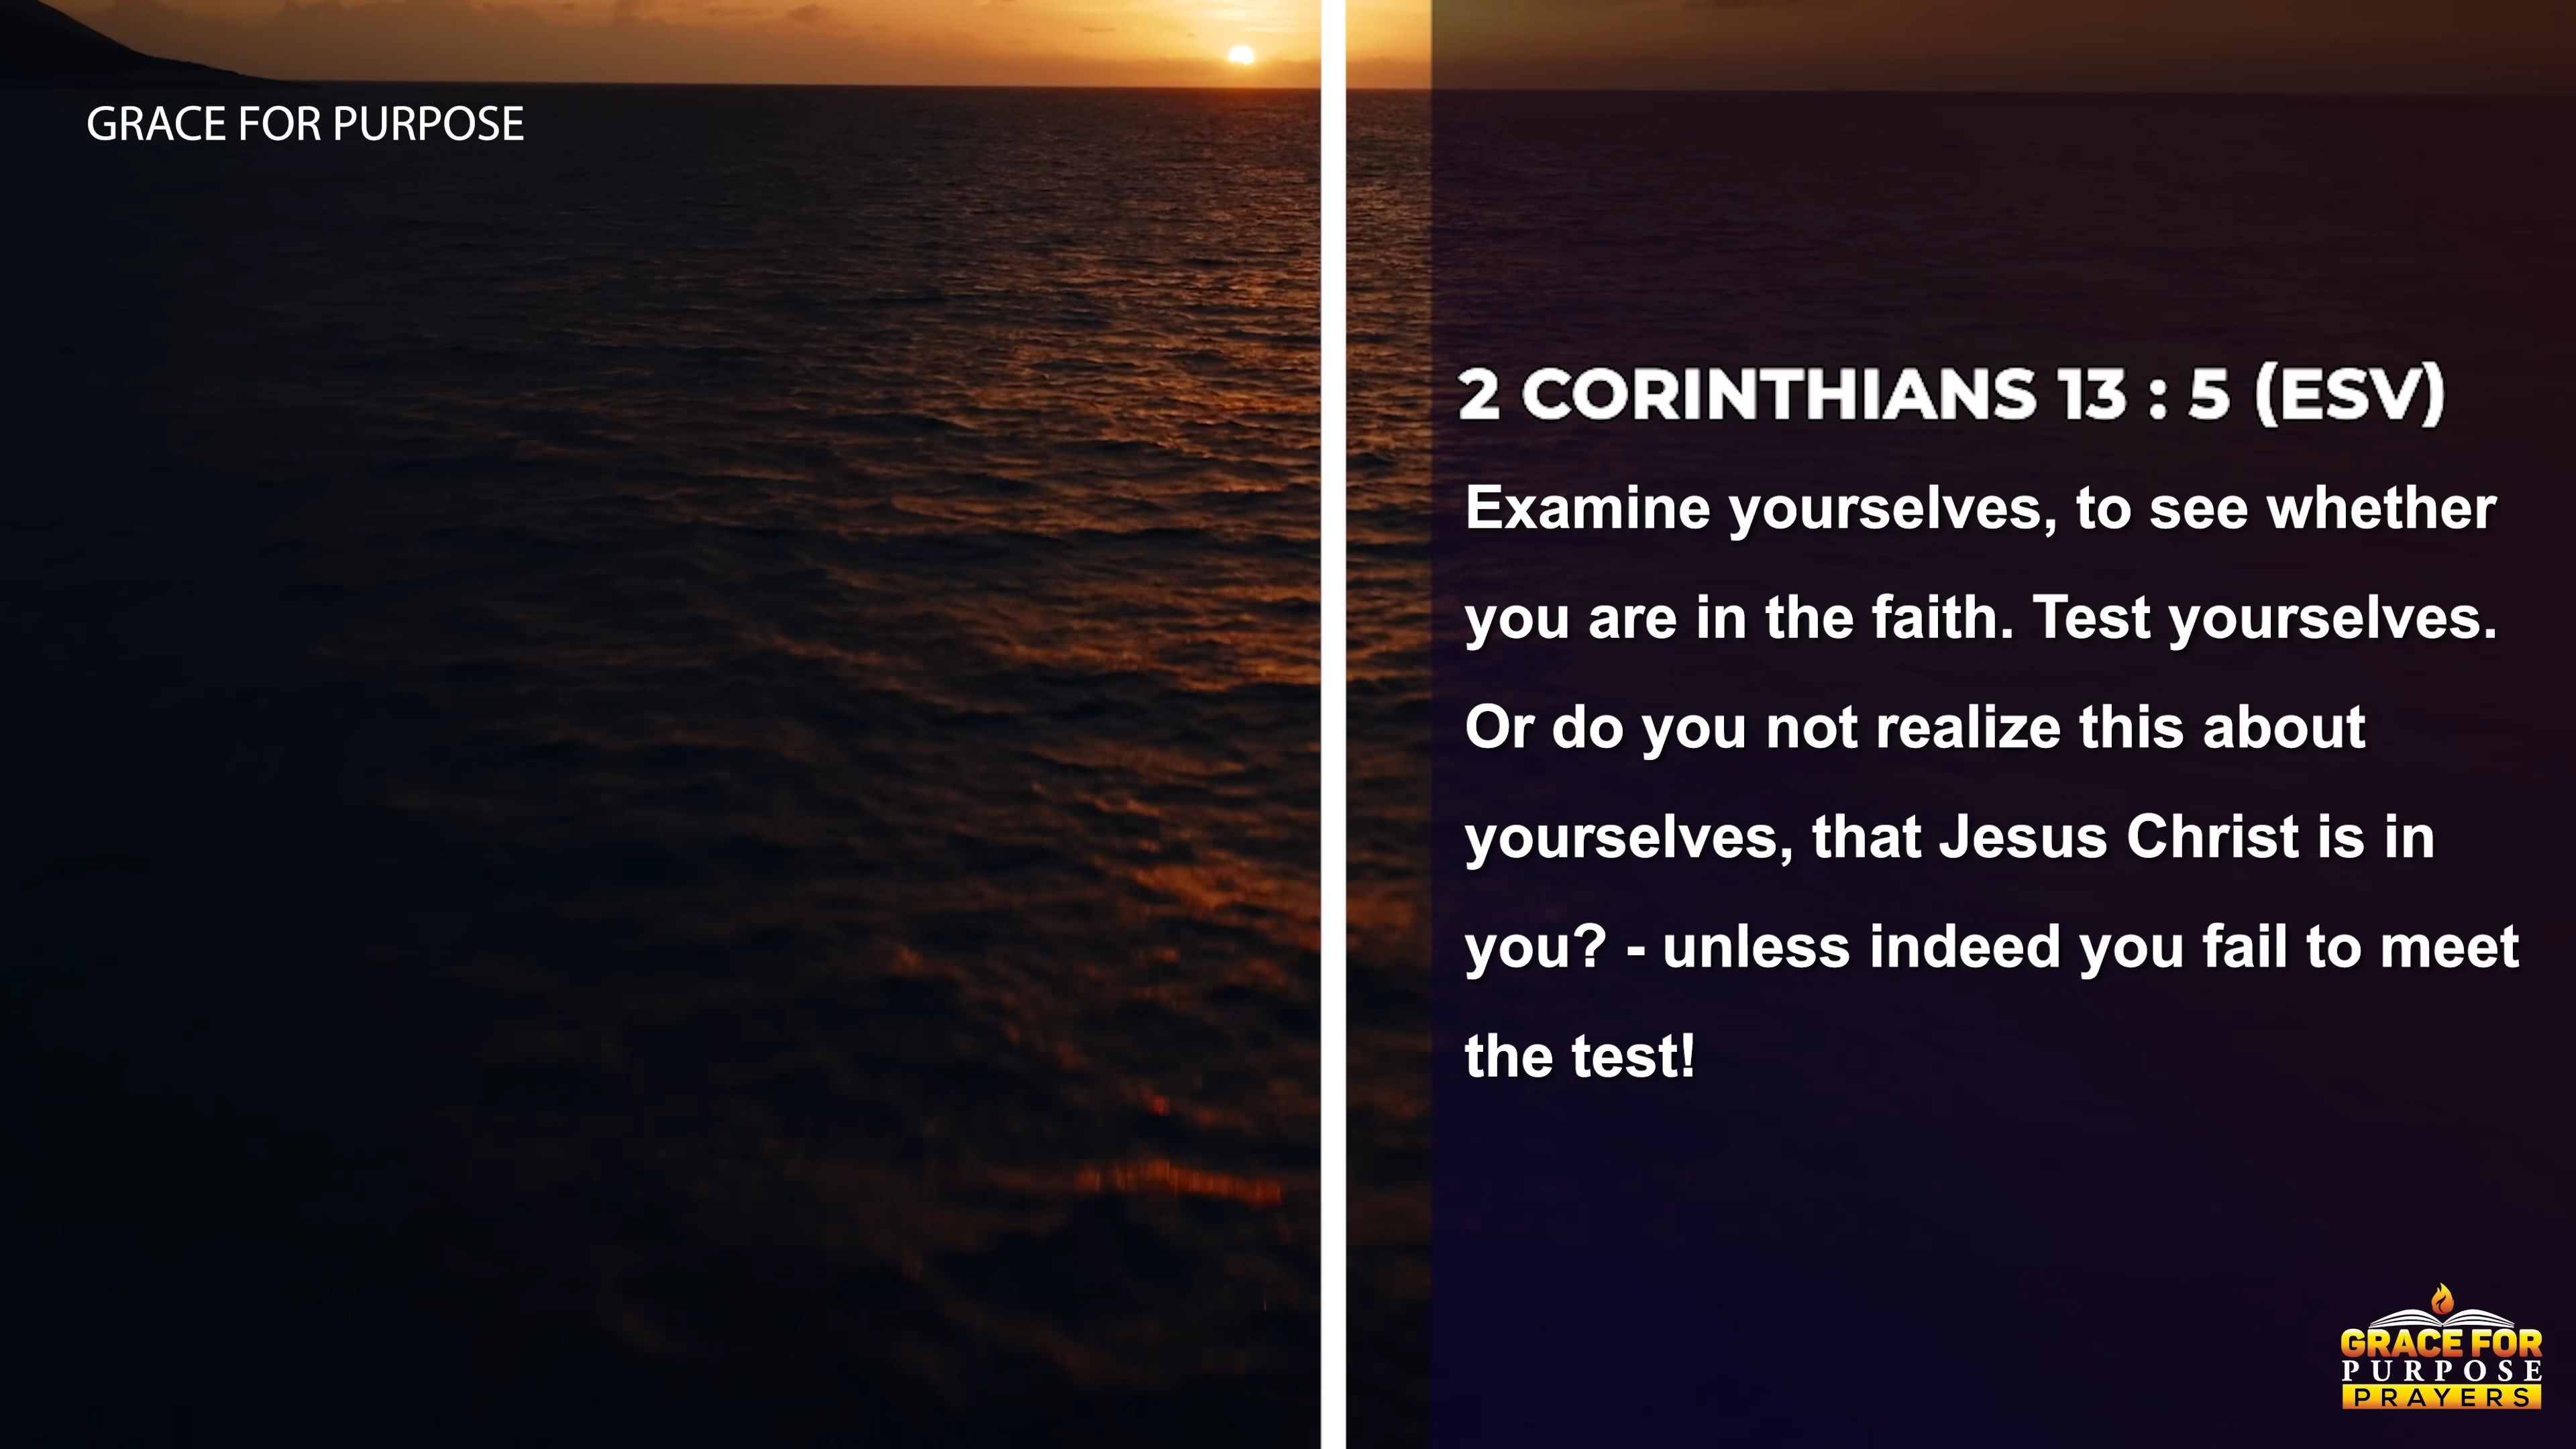 GRACE FOR PURPOSE
2 CORINTHIANS 13 : 5 (ESV)
Examine yourselves, to see whether
you are in the faith. Test yourselves.
Or do you not realize this about
yourselves, that Jesus Christ is in
you? - unless indeed you fail to meet
the test!
GRACE FOR
PURPOSE
PRAYERS